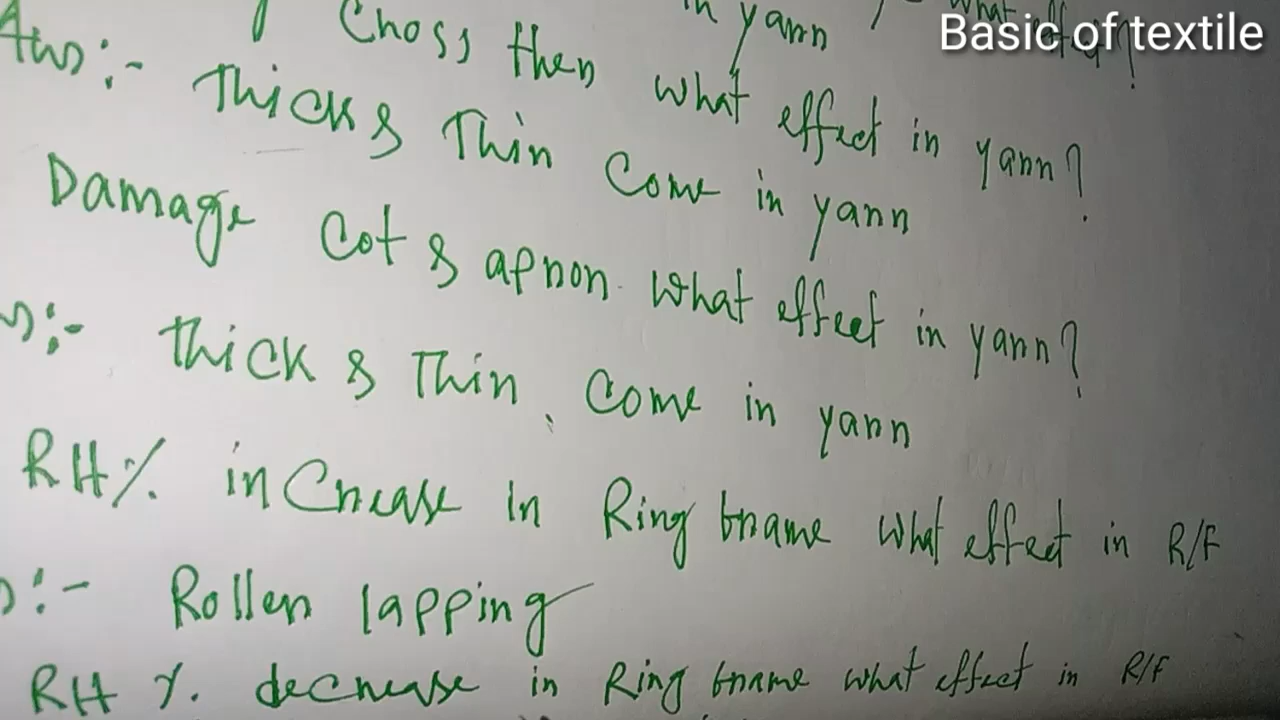 in yarn / - What
Basic of textile
Choss then what effect in yarn?
Ans:- Thick & Thin Come in yarn
Damage Cot & apron what effect in yarn?
s:- Thick & Thin Come in yarn
RH% increase in Ring frame what effect in R/F
s:- Roller lapping
RH %. decrease in Ring frame what effect in R/F